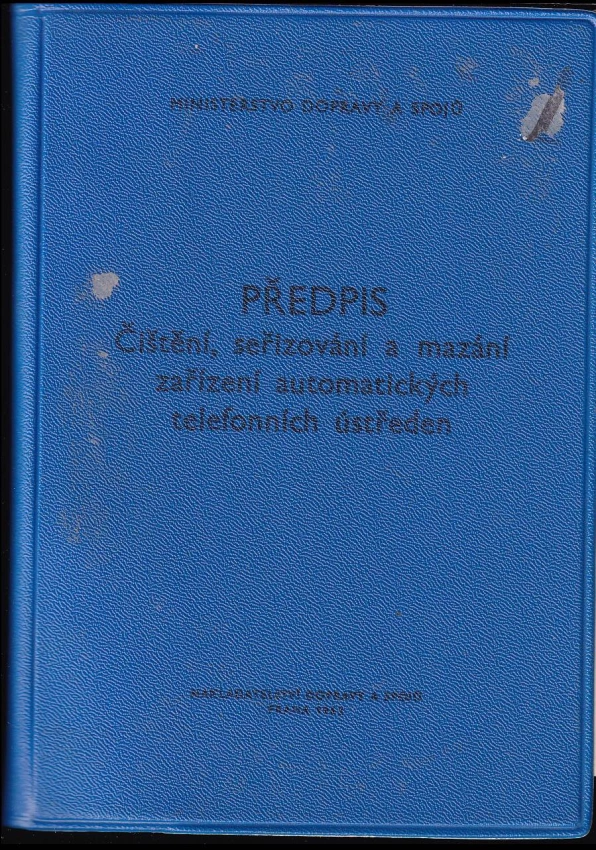 MINISTERSTVO DOPRAVY A SPOJŮ
PŘEDPIS
Čištění, seřizování a mazání
zařízení automatických
telefonních ústředen
NAKLADATELSTVÍ DOPRAVY A SPOJŮ
PRAHA